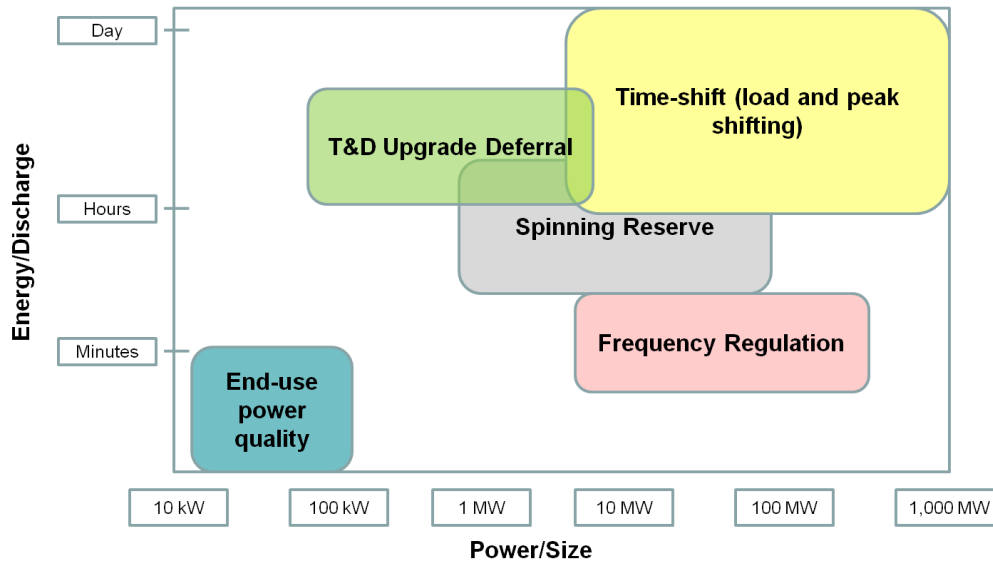 Day
Time-shift (load and peak
shifting)
T&D Upgrade Deferral
Energy/Discharge
Hours
Spinning Reserve
Minutes
Frequency Regulation
End-use
power
quality
10 kW
100 kW
1 MW
10 MW
100 MW
1,000 MW
Power/Size